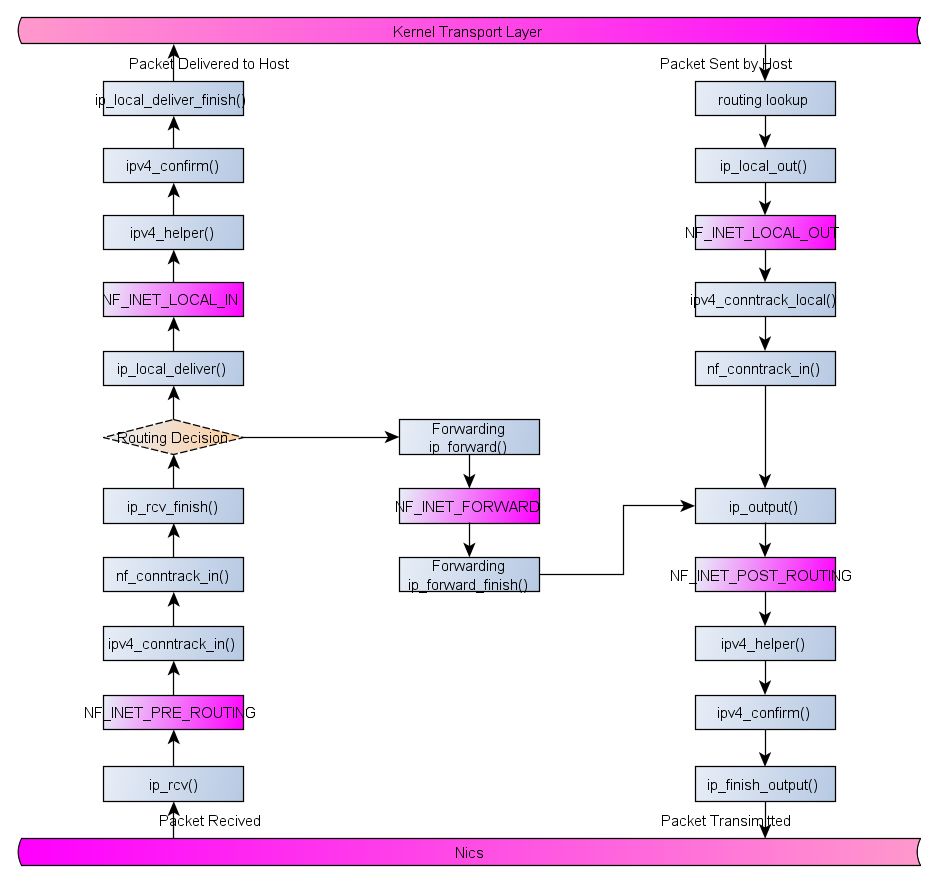 Kernel Transport Layer
Packet Delivered to Host
Packet Sent by Host
ip_local_deliver_finish()
routing lookup
ipv4_confirm()
ip_local_out()
ipv4_helper()
NF_INET_LOCAL_OUT
NF_INET_LOCAL_IN
ipv4_conntrack_local()
ip_local_deliver()
nf_conntrack_in()
Routing Decision
Forwarding
ip_forward()
ip_rcv_finish()
NF_INET_FORWARD
ip_output()
nf_conntrack_in()
Forwarding
ip_forward_finish()
NF_INET_POST_ROUTING
ipv4_conntrack_in()
ipv4_helper()
NF_INET_PRE_ROUTING
ipv4_confirm()
ip_rcv()
ip_finish_output()
Packet Recived
Packet Transimitted
Nics